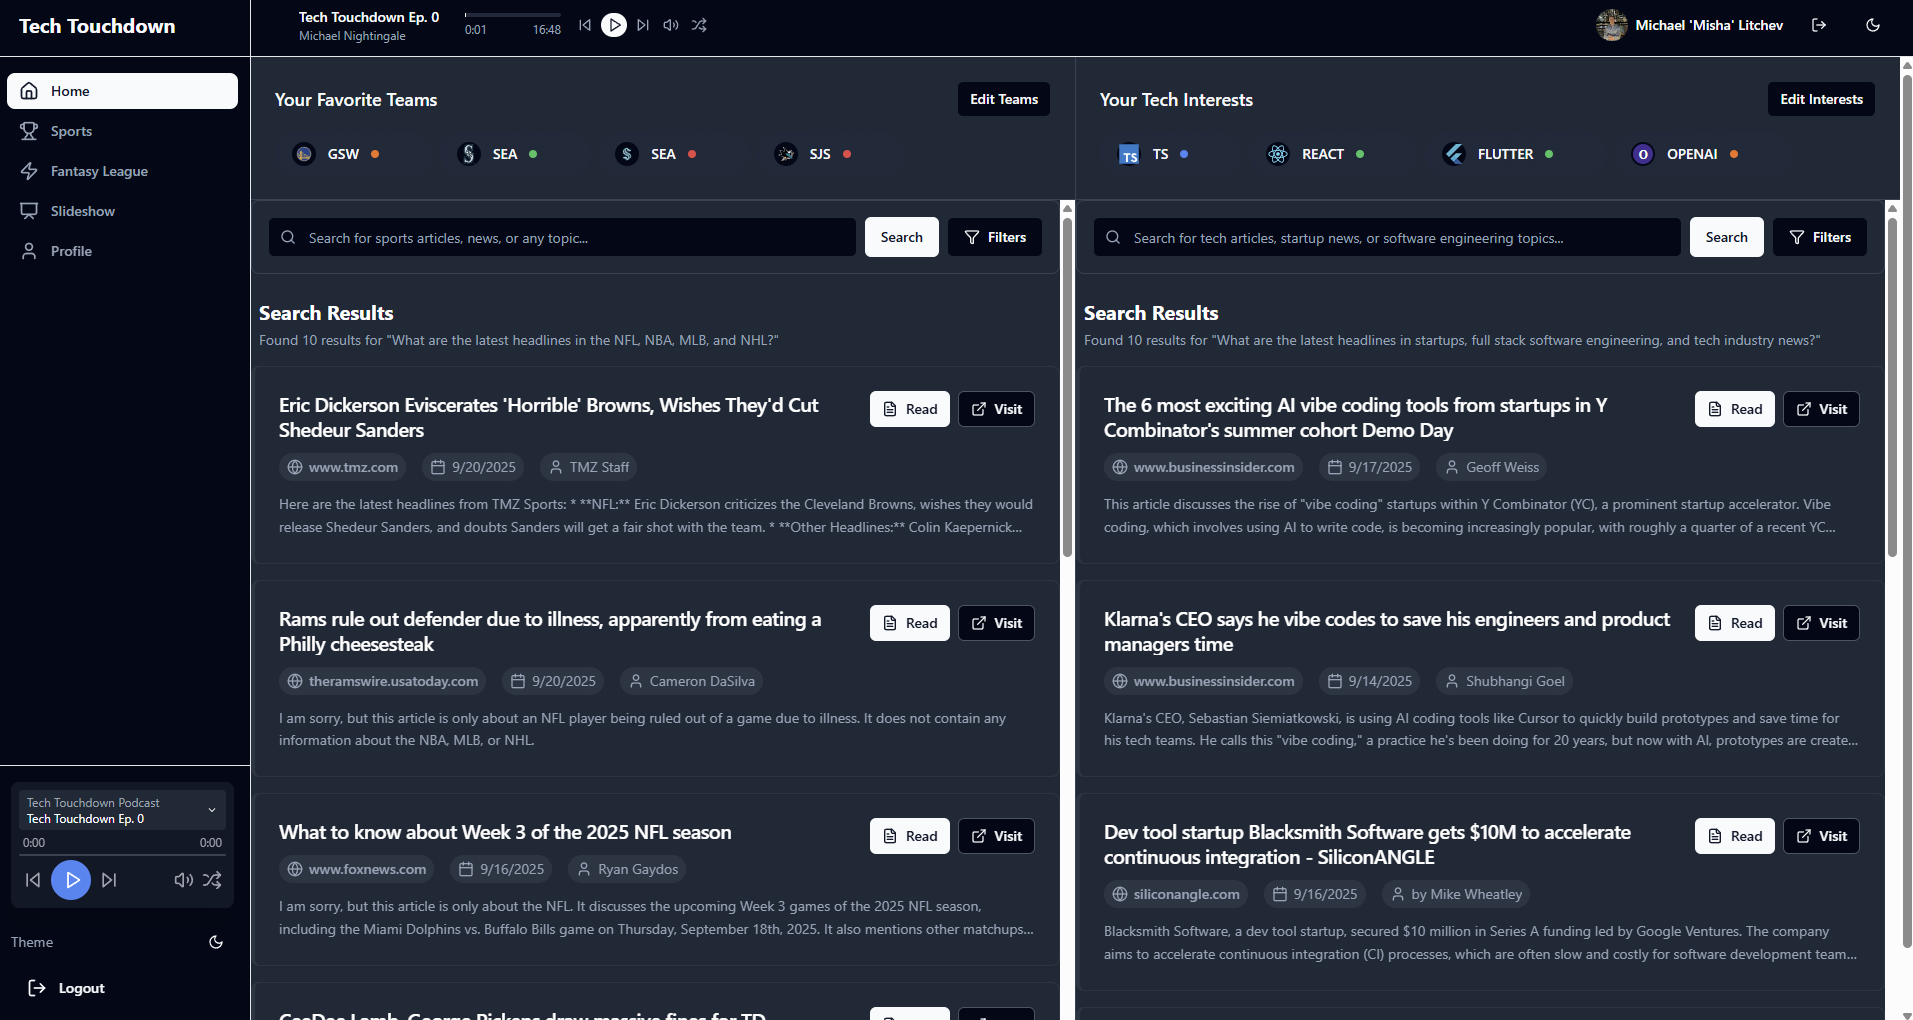 Tech Touchdown
Tech Touchdown Ep. 0
Michael Nightingale
0:01
16:48
Michael 'Misha' Litchev
Home
Sports
Fantasy League
Slideshow
Profile
Tech Touchdown Podcast
Tech Touchdown Ep. 0
0:00
0:00
Theme
Logout
Your Favorite Teams
Edit Teams
GSW
SEA
SEA
SJS
Search for sports articles, news, or any topic...
Search
Filters
Search Results
Found 10 results for "What are the latest headlines in the NFL, NBA, MLB, and NHL?"
Eric Dickerson Eviscerates 'Horrible' Browns, Wishes They'd Cut
Shedeur Sanders
Read
Visit
www.tmz.com
9/20/2025
TMZ Staff
Here are the latest headlines from TMZ Sports: * **NFL:** Eric Dickerson criticizes the Cleveland Browns, wishes they would
release Shedeur Sanders, and doubts Sanders will get a fair shot with the team. * **Other Headlines:** Colin Kaepernick...
Rams rule out defender due to illness, apparently from eating a
Philly cheesesteak
Read
Visit
theramswire.usatoday.com
9/20/2025
Cameron DaSilva
I am sorry, but this article is only about an NFL player being ruled out of a game due to illness. It does not contain any
information about the NBA, MLB, or NHL.
What to know about Week 3 of the 2025 NFL season
Read
Visit
www.foxnews.com
9/16/2025
Ryan Gaydos
I am sorry, but this article is only about the NFL. It discusses the upcoming Week 3 games of the 2025 NFL season,
including the Miami Dolphins vs. Buffalo Bills game on Thursday, September 18th, 2025. It also mentions other matchups...
CeeDee Lamb, George Pickens draw massive fines for TD
Your Tech Interests
Edit Interests
TS
TS
REACT
FLUTTER
O
OPENAI
Search for tech articles, startup news, or software engineering topics...
Search
Filters
Search Results
Found 10 results for "What are the latest headlines in startups, full stack software engineering, and tech industry news?"
The 6 most exciting AI vibe coding tools from startups in Y
Combinator's summer cohort Demo Day
Read
Visit
www.businessinsider.com
9/17/2025
Geoff Weiss
This article discusses the rise of "vibe coding" startups within Y Combinator (YC), a prominent startup accelerator. Vibe
coding, which involves using AI to write code, is becoming increasingly popular, with roughly a quarter of a recent YC...
Klarna's CEO says he vibe codes to save his engineers and product
managers time
Read
Visit
www.businessinsider.com
9/14/2025
Shubhangi Goel
Klarna's CEO, Sebastian Siemiatkowski, is using AI coding tools like Cursor to quickly build prototypes and save time for
his tech teams. He calls this "vibe coding," a practice he's been doing for 20 years, but now with AI, prototypes are create...
Dev tool startup Blacksmith Software gets $10M to accelerate
continuous integration - SiliconANGLE
Read
Visit
siliconangle.com
9/16/2025
by Mike Wheatley
Blacksmith Software, a dev tool startup, secured $10 million in Series A funding led by Google Ventures. The company
aims to accelerate continuous integration (CI) processes, which are often slow and costly for software development team...